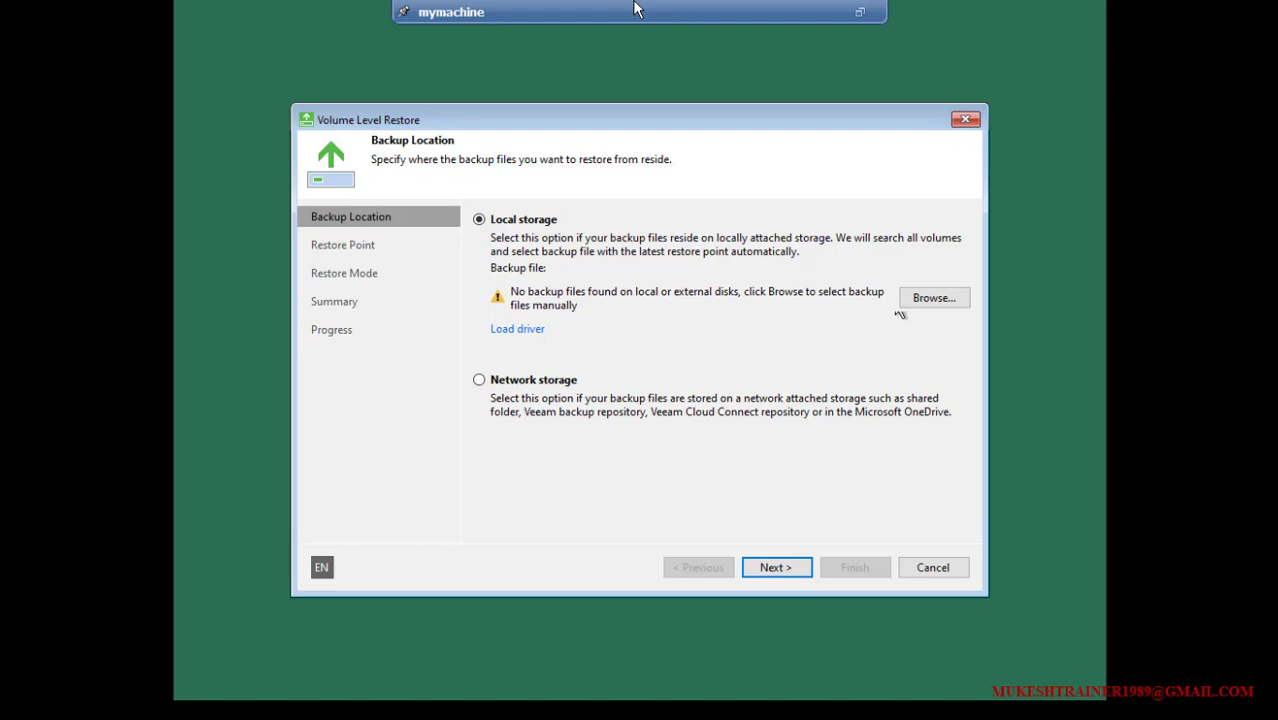 mymachine
Volume Level Restore
Backup Location
Specify where the backup files you want to restore from reside.
Backup Location
Restore Point
Restore Mode
Summary
Progress
Local storage
Select this option if your backup files reside on locally attached storage. We will search all volumes
and select backup file with the latest restore point automatically.
Backup file:
No backup files found on local or external disks, click Browse to select backup
files manually
Browse...
Load driver
Network storage
Select this option if your backup files are stored on a network attached storage such as shared
folder, Veeam backup repository, Veeam Cloud Connect repository or in the Microsoft OneDrive.
EN
< Previous
Next >
Finish
Cancel
MUKESHTRAINER1989@GMAIL.COM